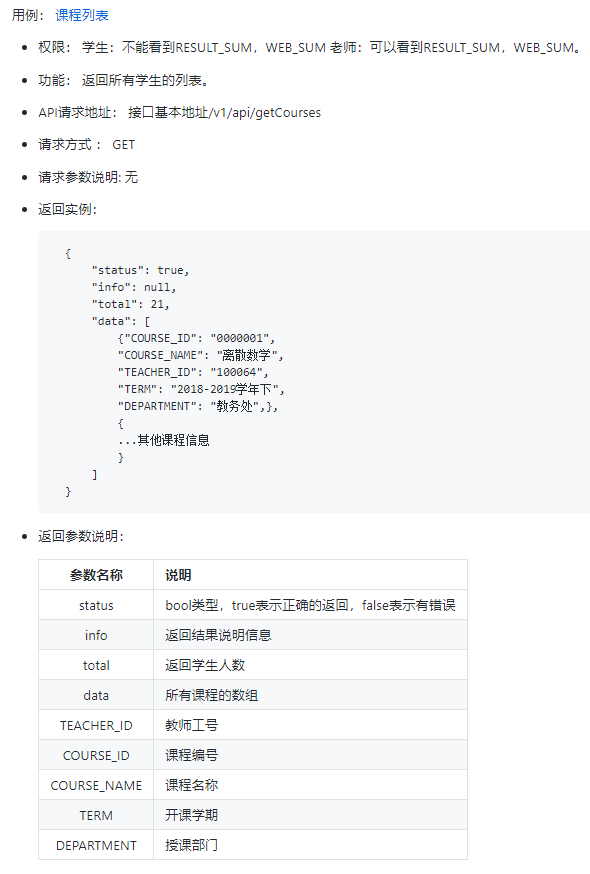 用例： 课程列表
权限： 学生：不能看到RESULT_SUM，WEB_SUM 老师：可以看到RESULT_SUM，WEB_SUM。
功能： 返回所有学生的列表。
API请求地址： 接口基本地址/v1/api/getCourses
请求方式 ： GET
请求参数说明: 无
返回实例：
{
"status": true,
"info": null,
"total": 21,
"data": [
{"COURSE_ID": "0000001",
"COURSE_NAME": "离散数学",
"TEACHER_ID": "100064",
"TERM": "2018-2019学年下",
"DEPARTMENT": "教务处",},
{
...其他课程信息
}
]
}
返回参数说明：
参数名称 说明
status bool类型，true表示正确的返回，false表示有错误
info 返回结果说明信息
total 返回学生人数
data 所有课程的数组
TEACHER_ID 教师工号
COURSE_ID 课程编号
COURSE_NAME 课程名称
TERM 开课学期
DEPARTMENT 授课部门